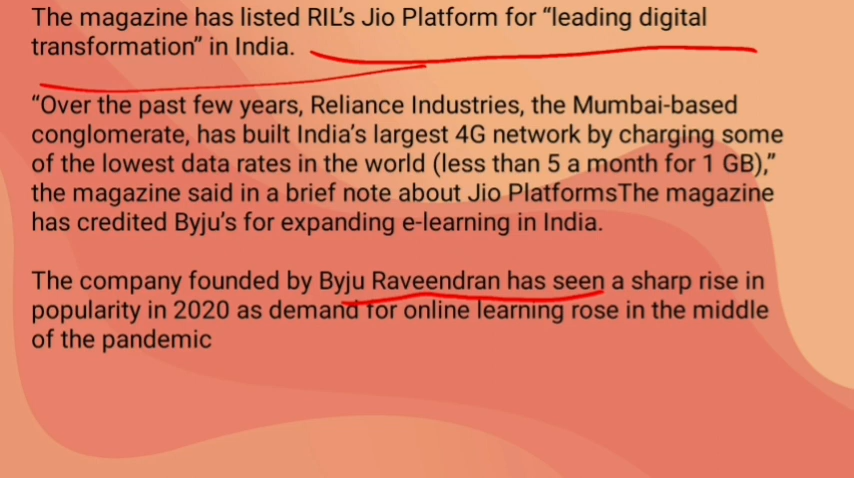 The magazine has listed RIL’s Jio Platform for “leading digital
transformation” in India.
“Over the past few years, Reliance Industries, the Mumbai-based
conglomerate, has built India’s largest 4G network by charging some
of the lowest data rates in the world (less than 5 a month for 1 GB),”
the magazine said in a brief note about Jio PlatformsThe magazine
has credited Byju’s for expanding e-learning in India.
The company founded by Byju Raveendran has seen a sharp rise in
popularity in 2020 as demand for online learning rose in the middle
of the pandemic